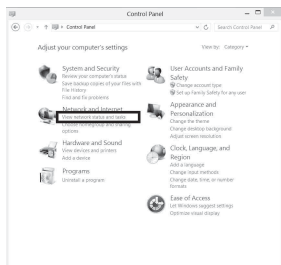 Control Panel
Control Panel
Search Control Panel
Adjust your computer's settings
View by: Category
System and Security
Review your computer's status
Save backup copies of your files with
File History
Find and fix problems
Network and Internet
View network status and tasks
Choose homegroup and sharing
options
Hardware and Sound
View devices and printers
Add a device
Programs
Uninstall a program
User Accounts and Family
Safety
Change account type
Set up Family Safety for any user
Appearance and
Personalization
Change the theme
Change desktop background
Adjust screen resolution
Clock, Language, and
Region
Add a language
Change input methods
Change date, time, or number
formats
Ease of Access
Let Windows suggest settings
Optimize visual display